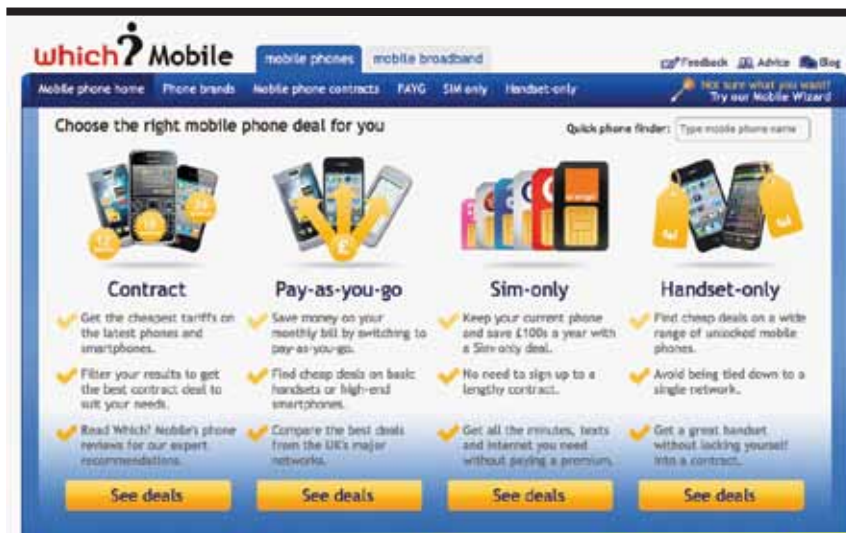 which? Mobile
mobile phones
mobile broadband
Feedback
Advice
Blog
Mobile phone home
Phone brands
Mobile phone contracts
PAYG
SIM only
Handset-only
Not sure what you want?
Try our Mobile Wizard
Choose the right mobile phone deal for you
Quick phone finder:
Type mobile phone name
12
18
24
£
orange
Contract
Get the cheapest tariffs on
the latest phones and
smartphones.
Filter your results to get
the best contract deal to
suit your needs.
Read Which? Mobile's phone
reviews for our expert
recommendations.
See deals
Pay-as-you-go
Save money on your
monthly bill by switching to
pay-as-you-go.
Find cheap deals on basic
handsets or high-end
smartphones.
Compare the best deals
from the UK's major
networks.
See deals
Sim-only
Keep your current phone
and save £100s a year with
a Sim-only deal.
No need to sign up to a
lengthy contract.
Get all the minutes, texts
and internet you need
without paying a premium.
See deals
Handset-only
Find cheap deals on a wide
range of unlocked mobile
phones.
Avoid being tied down to a
single network.
Get a great handset
without locking yourself
into a contract.
See deals